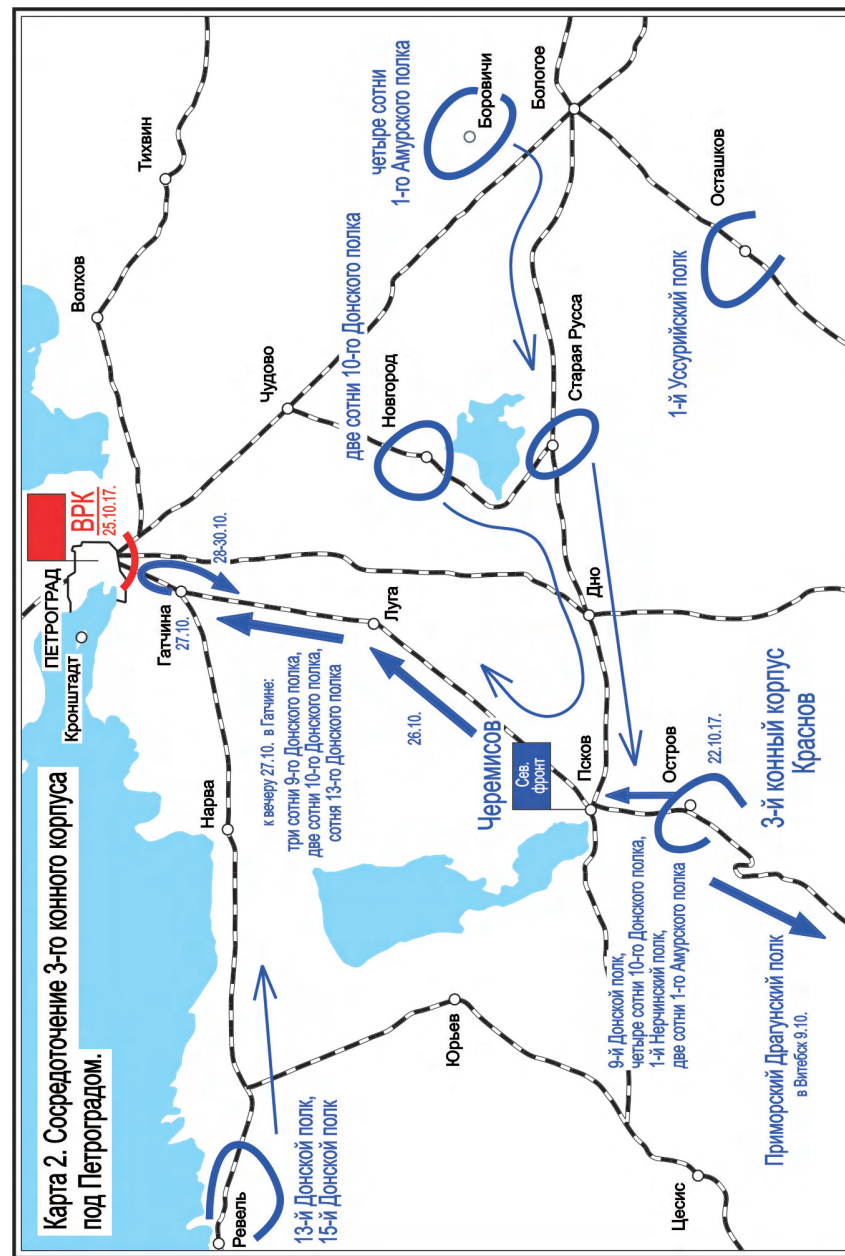 Карта 2. Сосредоточение 3-го конного корпуса
под Петроградом.
Кронштадт
ПЕТРОГРАД
ВРК
25.10.17.
Волхов
Тихвин
Ревель
Нарва
Гатчина
27.10.
28-30.10.
Чудово
четыре сотни
1-го Амурского полка
Боровичи
Бологое
к вечеру 27.10. в Гатчине:
три сотни 9-го Донского полка,
две сотни 10-го Донского полка,
сотня 13-го Донского полка
Луга
две сотни 10-го Донского полка
Новгород
13-й Донской полк,
15-й Донской полк
Юрьев
26.10.
Черемисов
Сев.
фронт
Псков
Дно
Старая Русса
Осташков
1-й Уссурийский полк
9-й Донской полк,
четыре сотни 10-го Донского полка,
1-й Нерчинский полк,
две сотни 1-го Амурского полка
Остров
22.10.17.
3-й конный корпус
Краснов
Цесис
Приморский Драгунский полк
в Витебск 9.10.